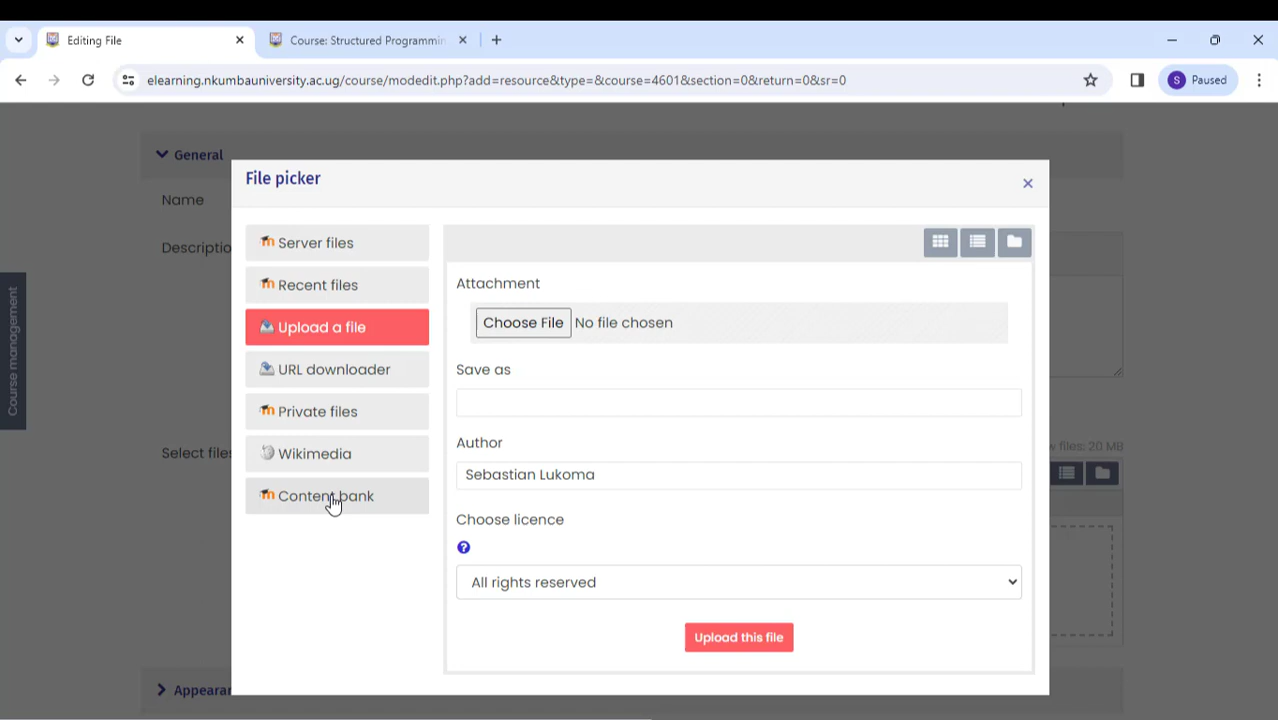 Editing File
Course: Structured Programmin
elearning.nkumbauniversity.ac.ug/course/modedit.php?add=resource&type=&course=4601&section=0&return=0&sr=0
S Paused
General
File picker
Name
Server files
Descriptio
Recent files
Attachment
Choose File No file chosen
Upload a file
Course management
URL downloader
Save as
Private files
Author
Select files
Wikimedia
w files: 20 MB
Sebastian Lukoma
Content bank
Choose licence
All rights reserved
Upload this file
Appearan